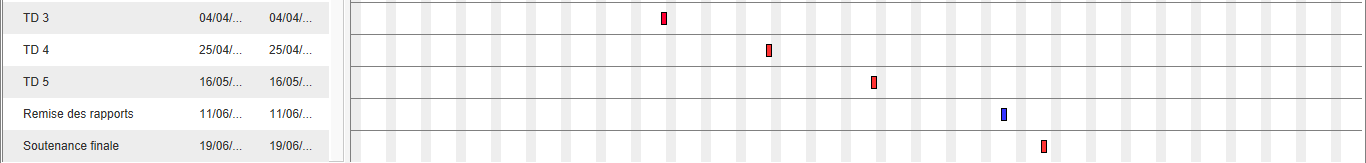 TD 3 04/04/... 04/04/...
TD 4 25/04/... 25/04/...
TD 5 16/05/... 16/05/...
Remise des rapports 11/06/... 11/06/...
Soutenance finale 19/06/... 19/06/...